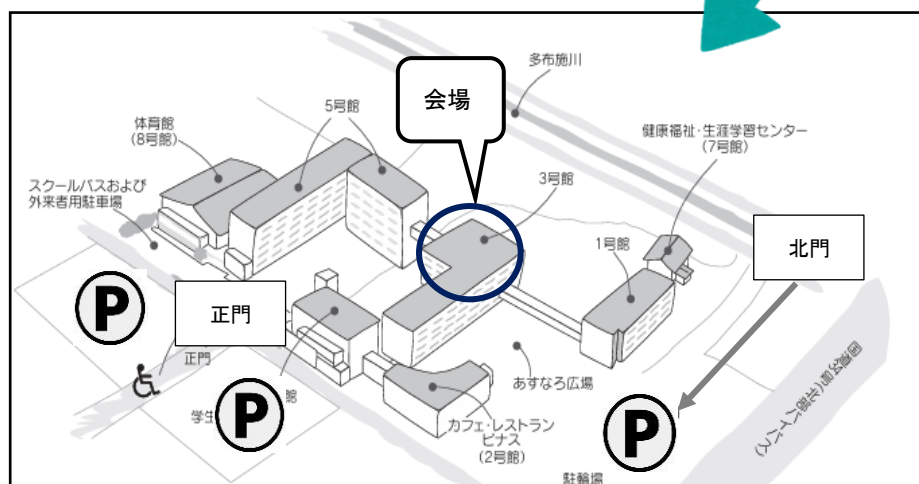 多布施川
会場
5号館
健康福祉・生涯学習センター
(7号館)
体育館
(8号館)
3号館
スクールバスおよび
外来者用駐車場
1号館
北門
P
正門
正門
あすなろ広場
P
学生
館
P
カフェ・レストラン
ピナス
(2号館)
駐輪場